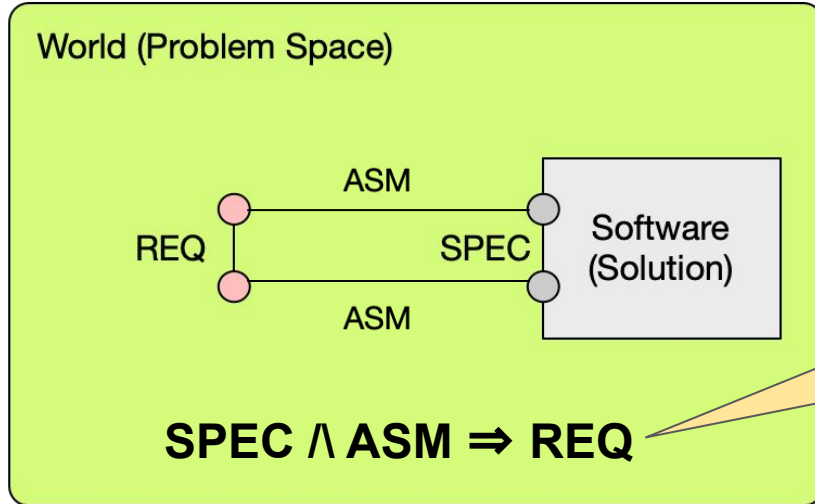 World (Problem Space)
ASM
REQ
SPEC
Software
(Solution)
ASM
SPEC /\ ASM ⇒ REQ